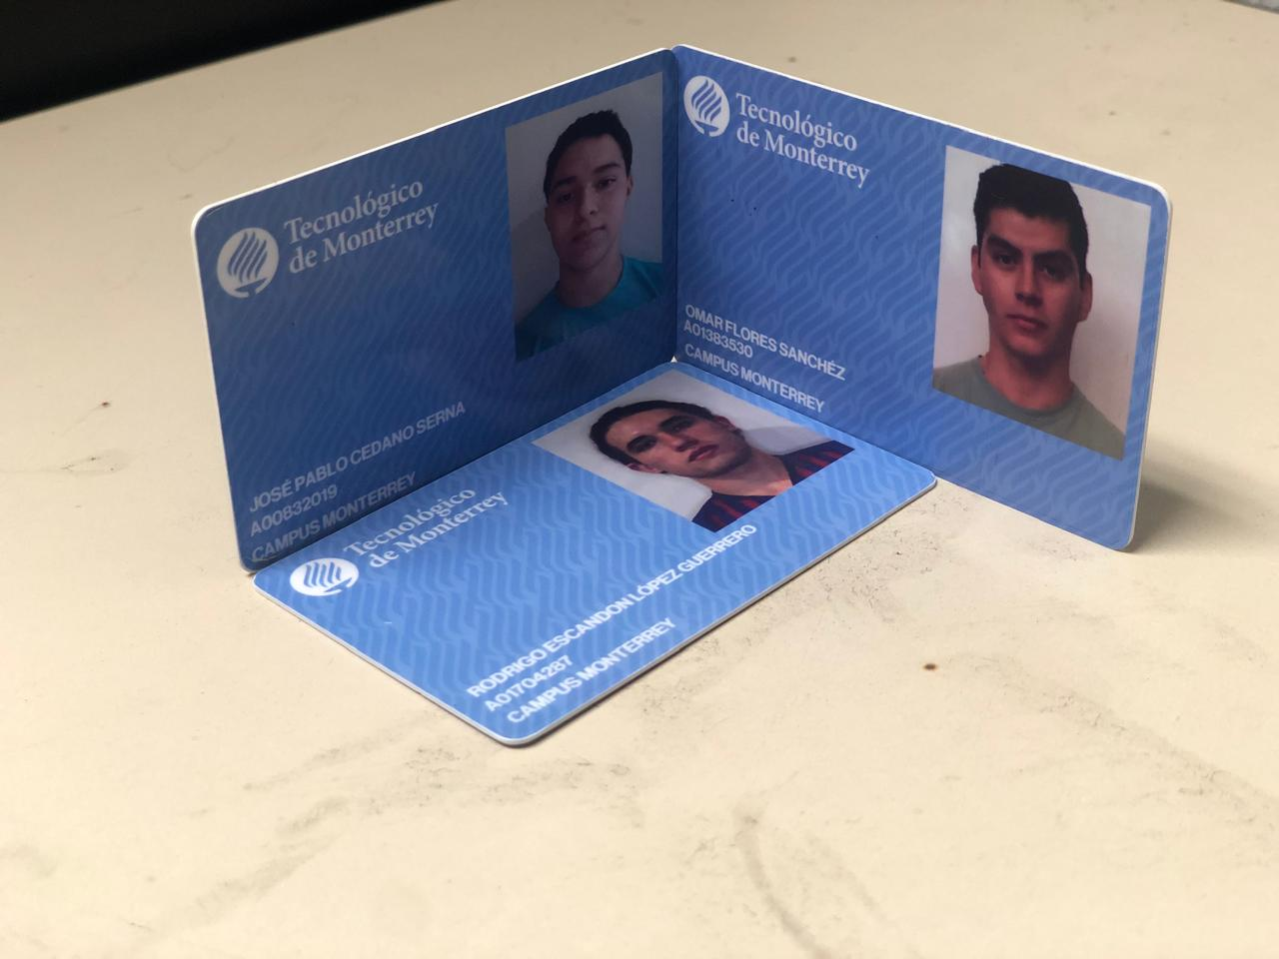 Tecnológico
de Monterrey
JOSÉ PABLO CEDANO SERNA
A00832019
CAMPUS MONTERREY
Tecnológico
de Monterrey
OMAR FLORES SANCHÉZ
A01383530
CAMPUS MONTERREY
Tecnológico
de Monterrey
RODRIGO ESCANDON LÓPEZ GUERRERO
A01704287
CAMPUS MONTERREY